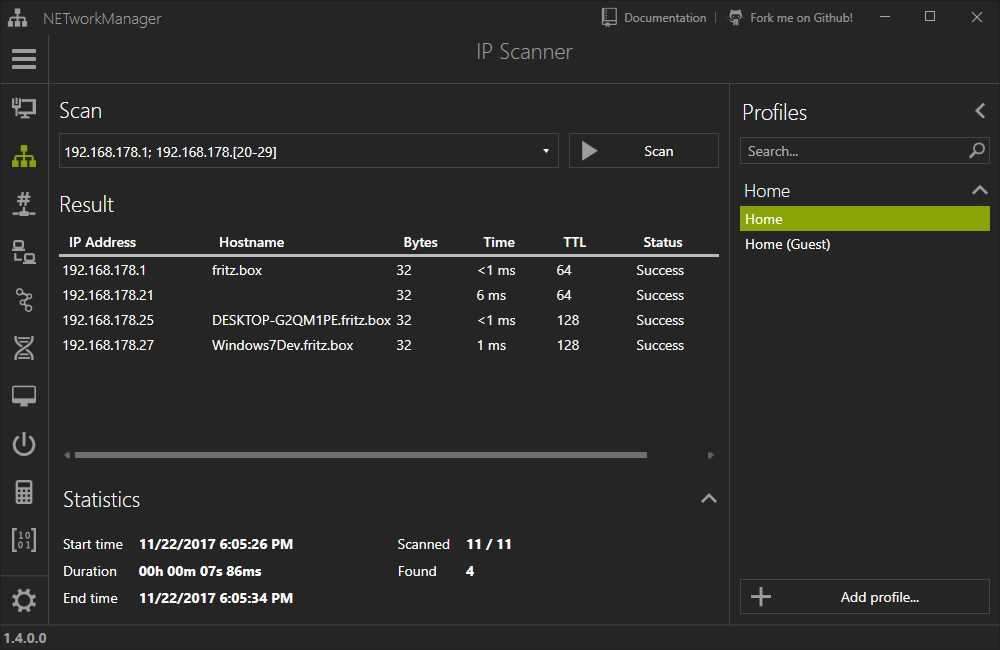 NETworkManager
Documentation | Fork me on Github!
IP Scanner
Scan
192.168.178.1; 192.168.178.[20-29]
Scan
Result
IP Address Hostname Bytes Time TTL Status
192.168.178.1 fritz.box 32 <1 ms 64 Success
192.168.178.21 32 6 ms 64 Success
192.168.178.25 DESKTOP-G2QM1PE.fritz.box 32 <1 ms 128 Success
192.168.178.27 Windows7Dev.fritz.box 32 1 ms 128 Success
Statistics
Start time 11/22/2017 6:05:26 PM Scanned 11 / 11
Duration 00h 00m 07s 86ms Found 4
End time 11/22/2017 6:05:34 PM
Profiles
Search...
Home
Home
Home (Guest)
Add profile...
#
10
01
1.4.0.0